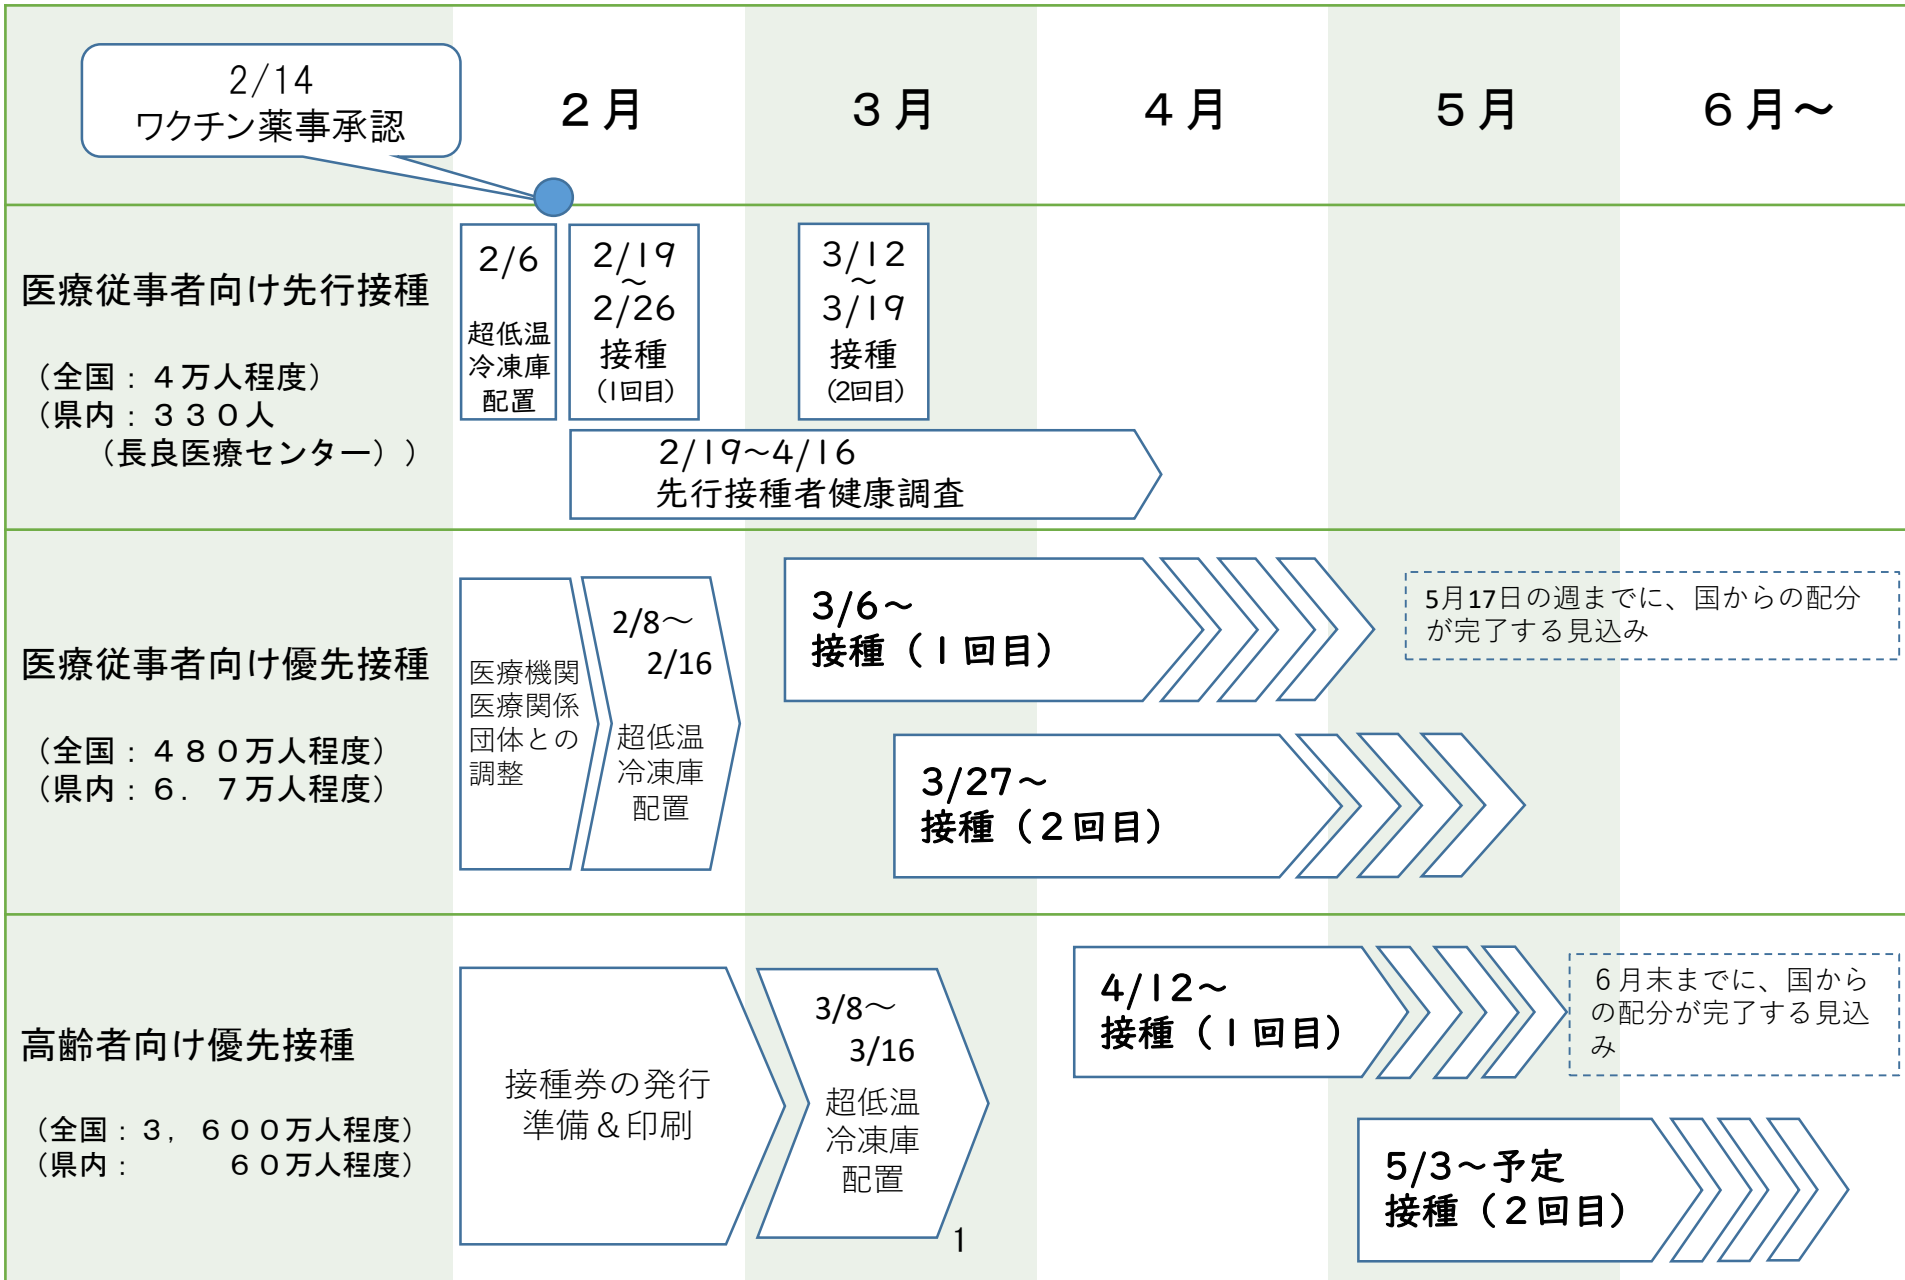 2/14
ワクチン薬事承認
２月
３月
４月
５月
６月～
医療従事者向け先行接種
（全国：４万人程度）
（県内：３３０人
（長良医療センター））
2/6
超低温
冷凍庫
配置
2/19
～
2/26
接種
（1回目）
3/12
～
3/19
接種
（2回目）
2/19～4/16
先行接種者健康調査
医療従事者向け優先接種
（全国：４８０万人程度）
（県内：６．７万人程度）
医療機関
医療関係
団体との
調整
2/8～
2/16
超低温
冷凍庫
配置
3/6～
接種（１回目）
3/27～
接種（２回目）
5月17日の週までに、国からの配分
が完了する見込み
高齢者向け優先接種
（全国：３，６００万人程度）
（県内：　　６０万人程度）
接種券の発行
準備＆印刷
3/8～
3/16
超低温
冷凍庫
配置
4/12～
接種（１回目）
６月末までに、国から
の配分が完了する見込
み
5/3～予定
接種（２回目）
1